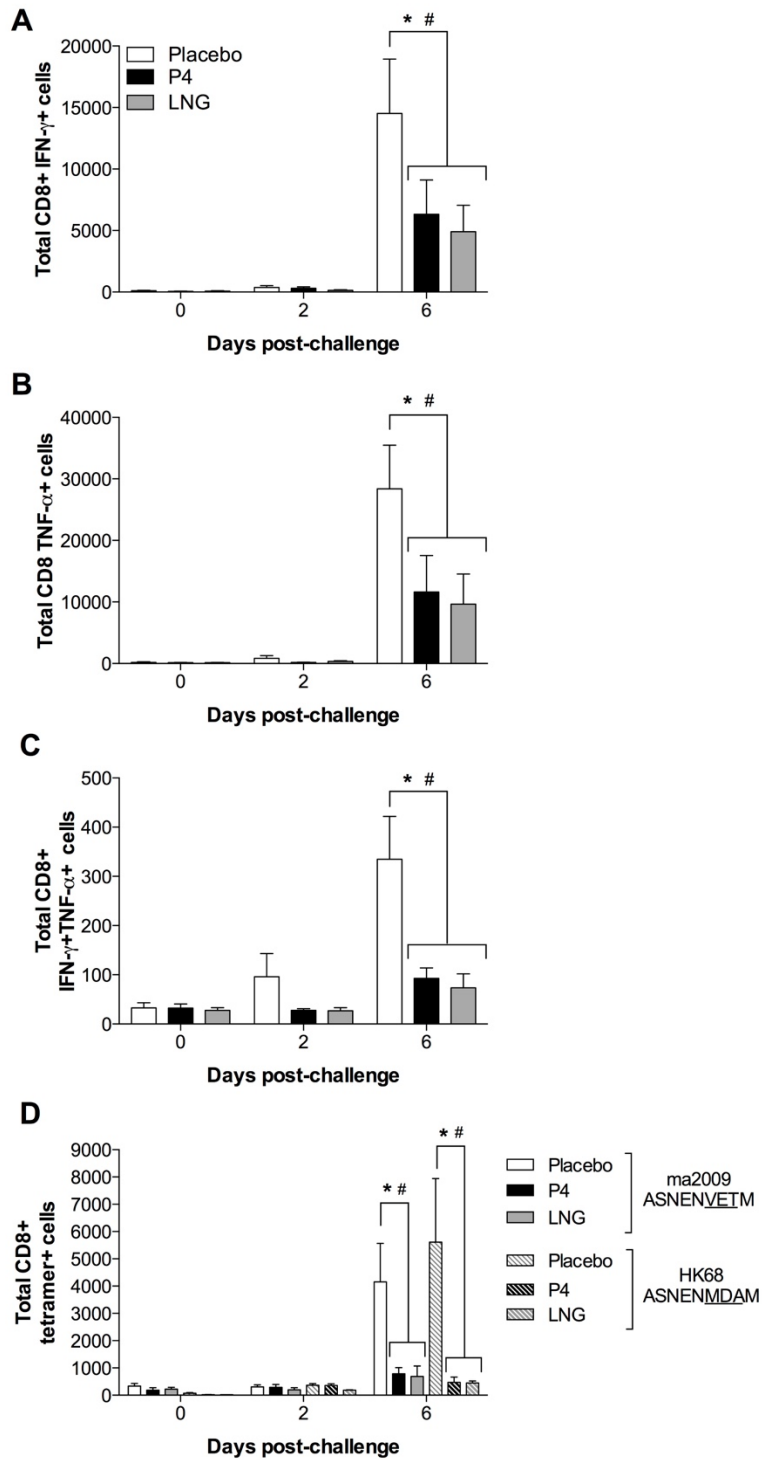 A
* #
Total CD8+ IFN-γ+ cells
20000
15000
10000
5000
0
Placebo
P4
LNG
0 2 6
Days post-challenge
B
* #
Total CD8 TNF-α+ cells
40000
30000
20000
10000
0
0 2 6
Days post-challenge
C
* #
Total CD8+
IFN-γ+TNF-α+ cells
500
400
300
200
100
0
0 2 6
Days post-challenge
D
* #
* #
Total CD8+
tetramer+ cells
9000
8000
7000
6000
5000
4000
3000
2000
1000
0
0 2 6
Days post-challenge
Placebo
P4
LNG
ma2009
ASNENVETM
Placebo
P4
LNG
HK68
ASNENMDAM